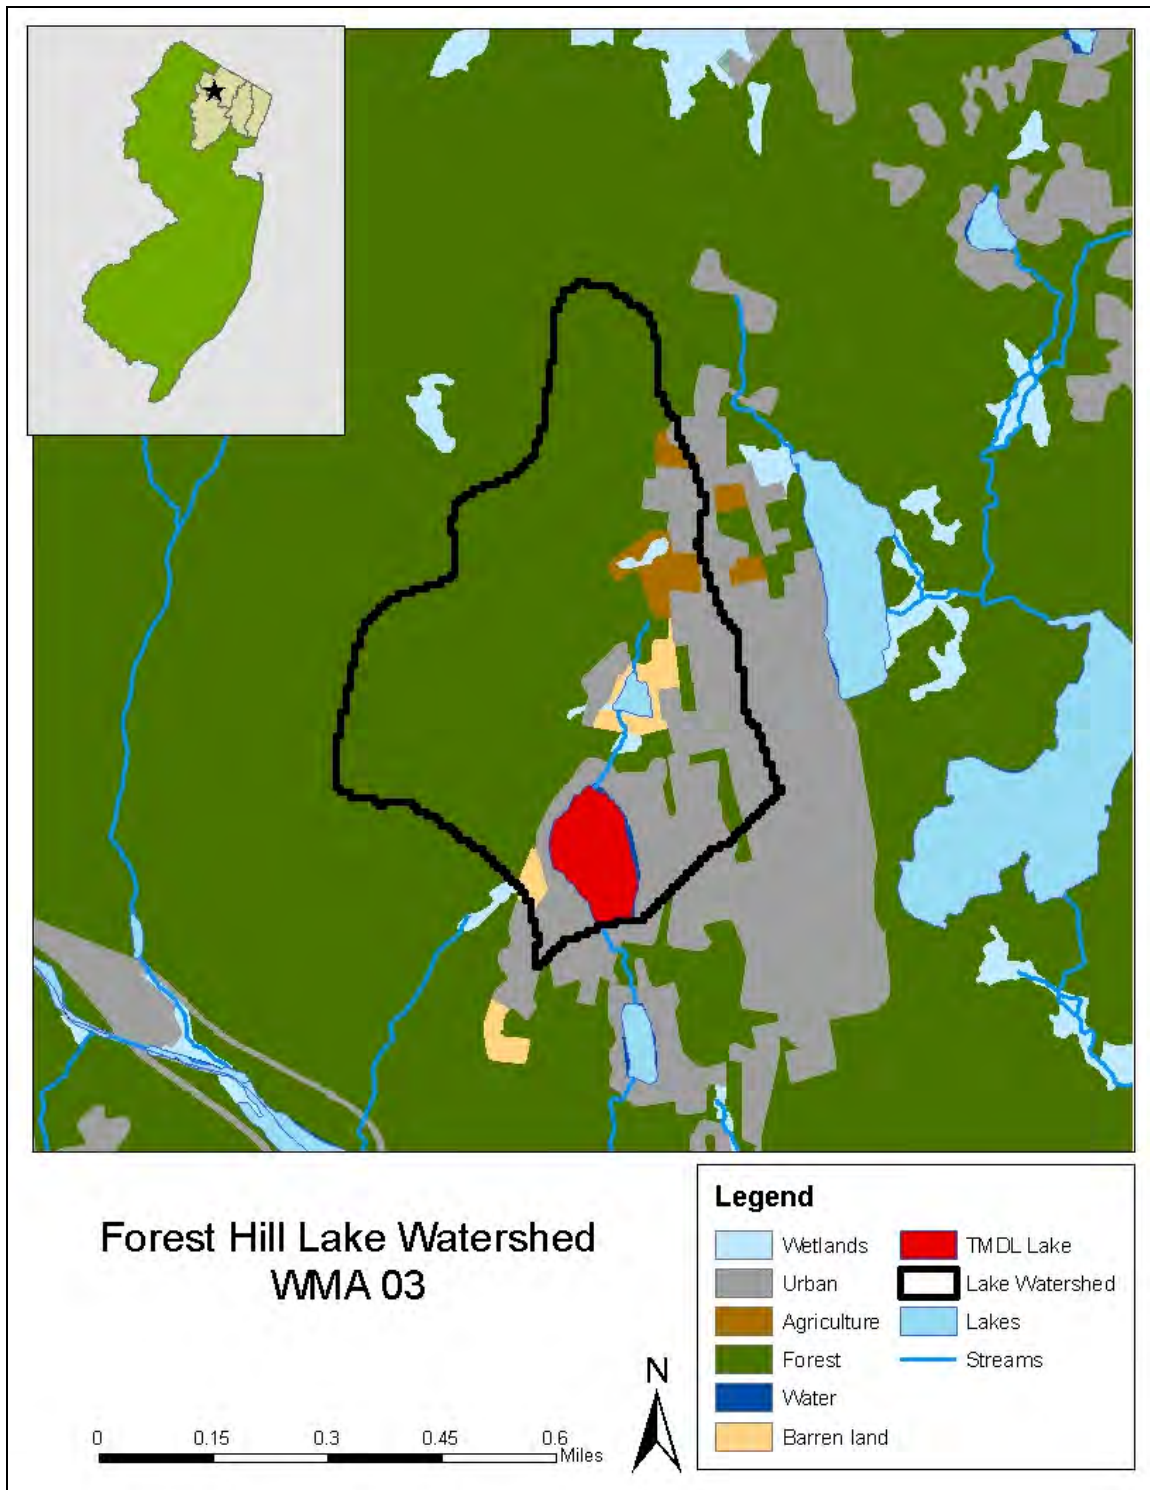 Forest Hill Lake Watershed
WMA 03
0 0.15 0.3 0.45 0.6
Miles
N
Legend
Wetlands
Urban
Agriculture
Forest
Water
Barren land
TMDL Lake
Lake Watershed
Lakes
Streams